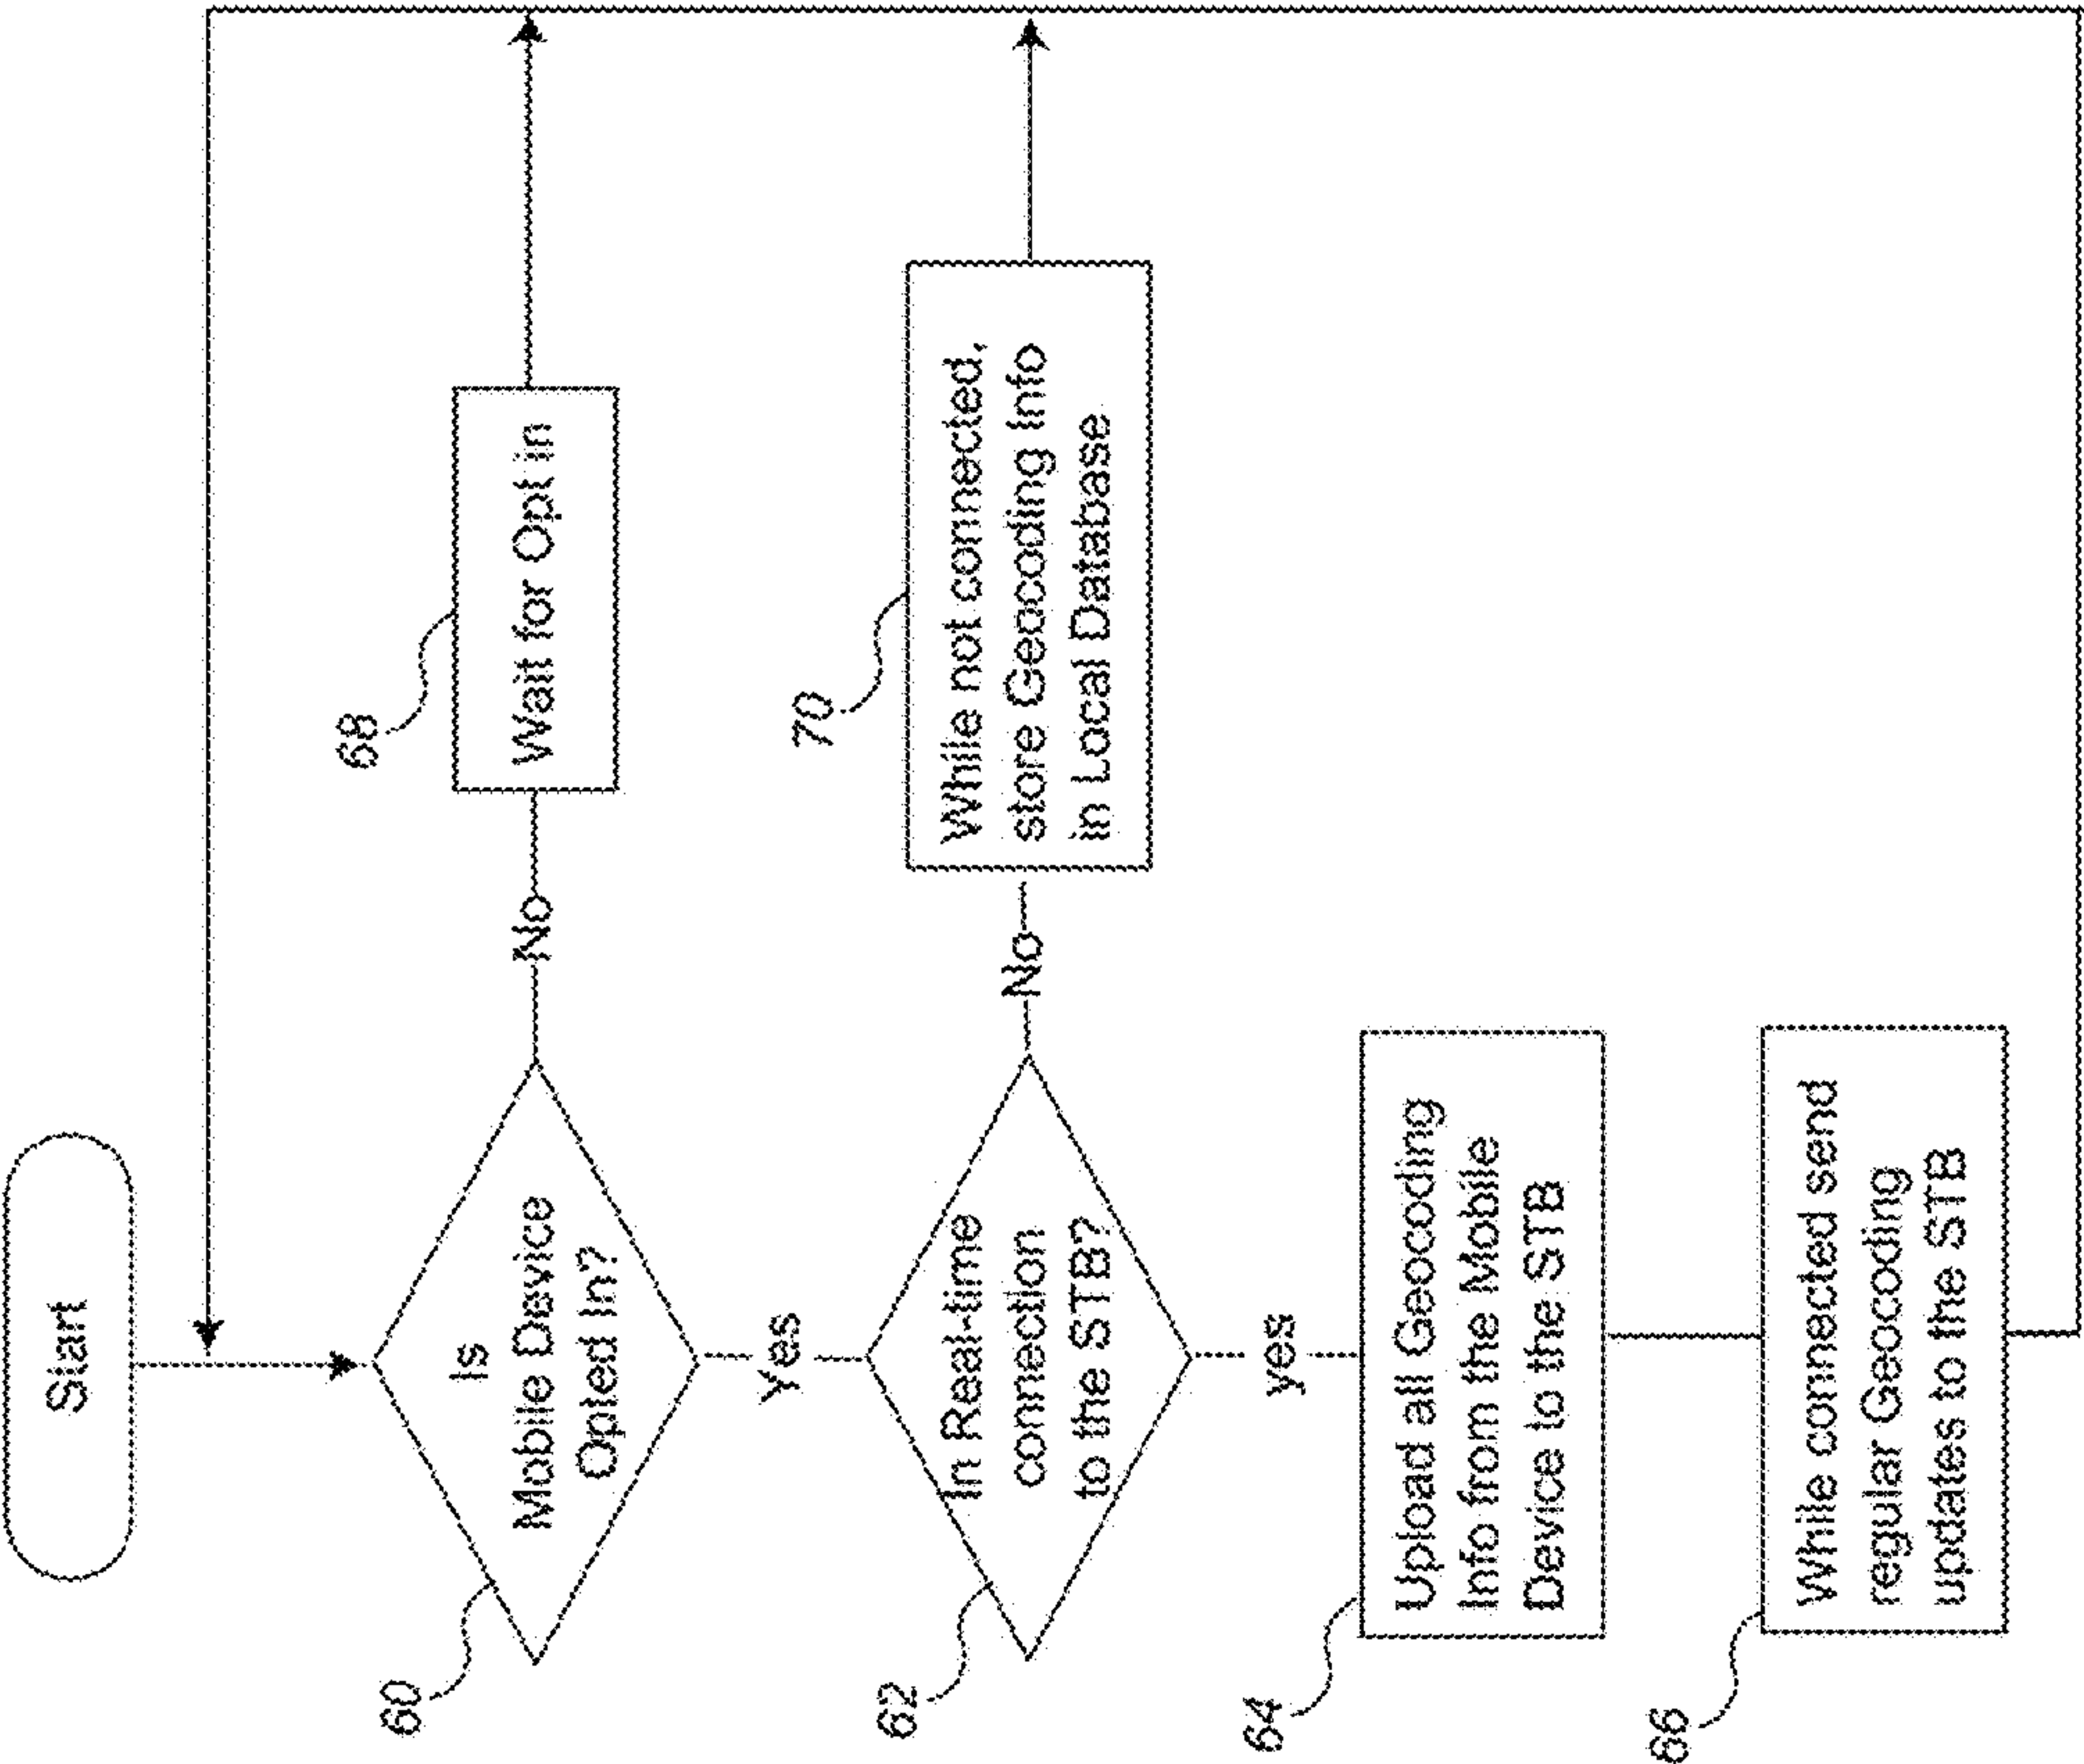 Start
60
Is
Mobile Device
Opted In?
No
68
Wait for Opt in
Yes
62
In Real-time
connection
to the STB?
No
70
While not connected,
store Geocoding Info
in Local Database
yes
64
Upload all Geocoding
Info from the Mobile
Device to the STB
66
While connected send
regular Geocoding
updates to the STB